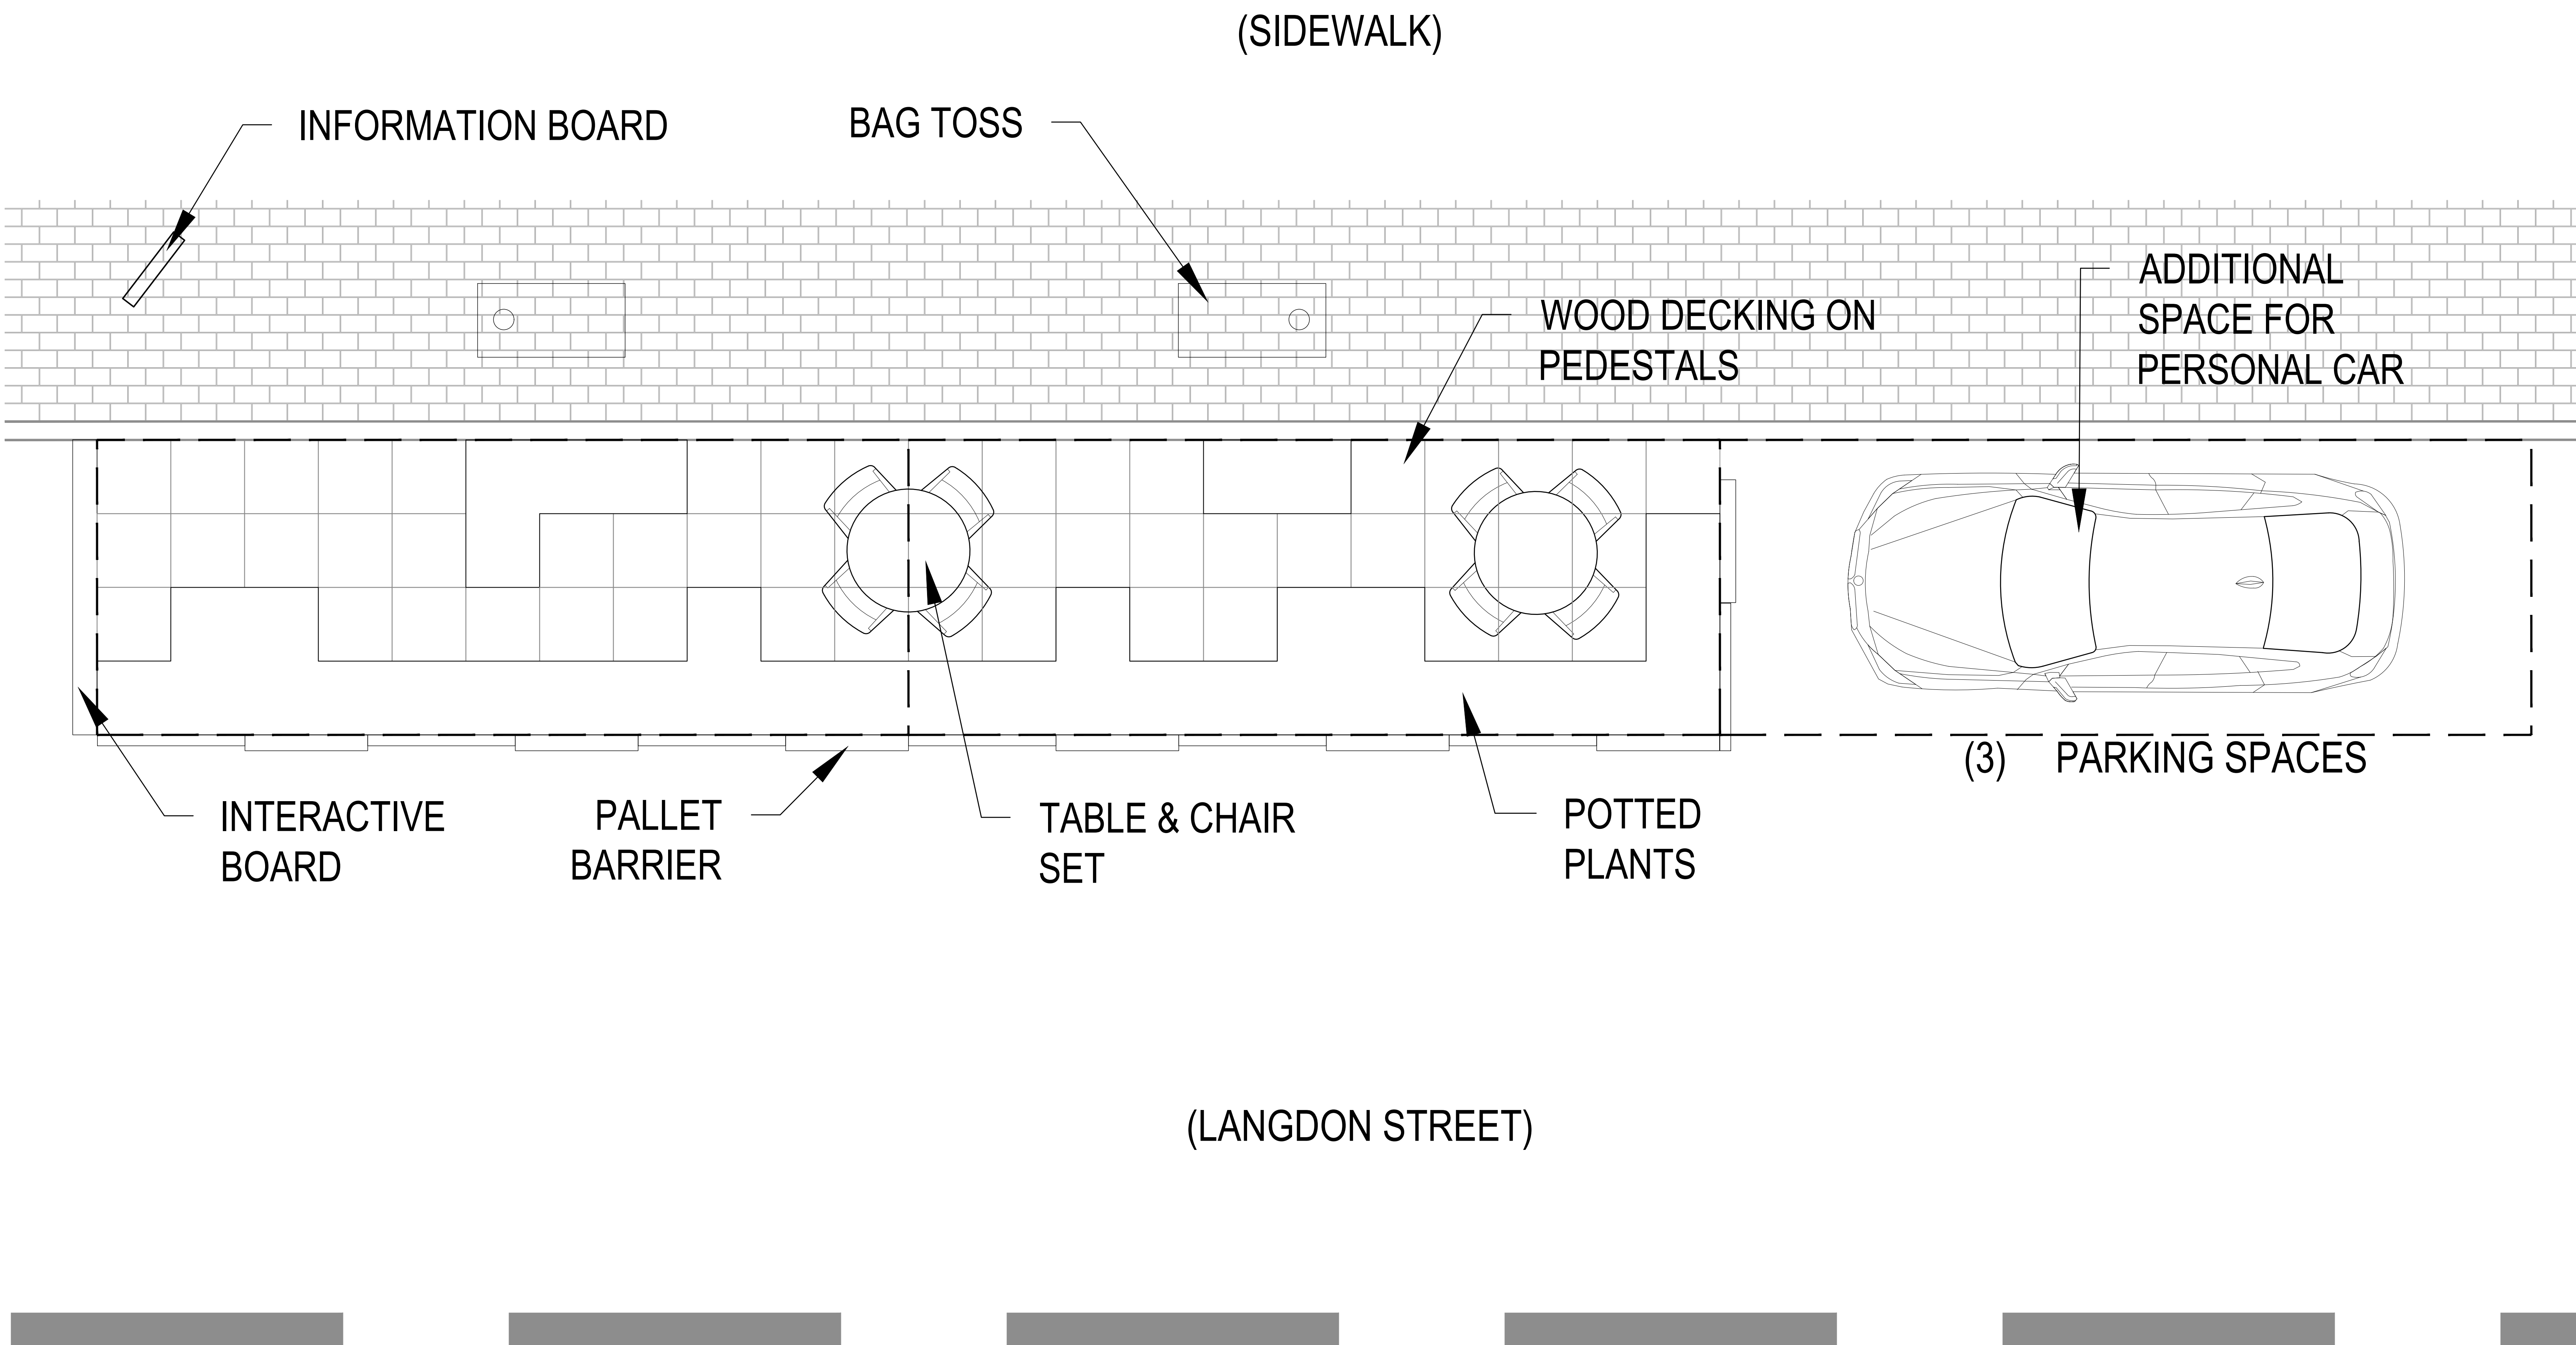 (SIDEWALK)
INFORMATION BOARD
BAG TOSS
WOOD DECKING ON
PEDESTALS
ADDITIONAL
SPACE FOR
PERSONAL CAR
(3) PARKING SPACES
INTERACTIVE
BOARD
PALLET
BARRIER
TABLE & CHAIR
SET
POTTED
PLANTS
(LANGDON STREET)